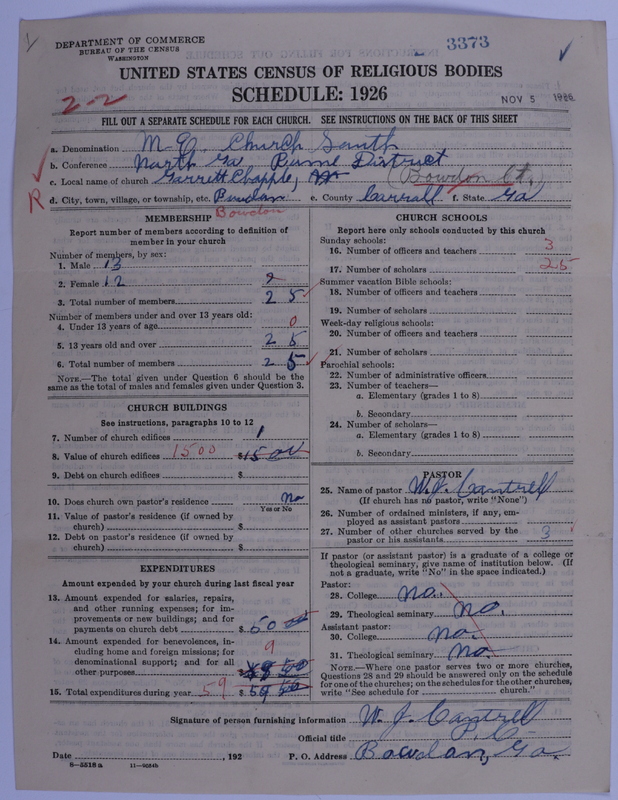 DEPARTMENT OF COMMERCE
BUREAU OF THE CENSUS
WASHINGTON
3373
UNITED STATES CENSUS OF RELIGIOUS BODIES
SCHEDULE: 1926
2-2
NOV 5 1926
FILL OUT A SEPARATE SCHEDULE FOR EACH CHURCH. SEE INSTRUCTIONS ON THE BACK OF THIS SHEET
a. Denomination M. E. Church South
b. Conference North Ga. Rome District
c. Local name of church Garrett Chapple, (Bowdon Ct.)
R
d. City, town, village, or township, etc. Bowdon e. County Carroll f. State Ga
Bowdon
MEMBERSHIP
Report number of members according to definition of
member in your church
Number of members, by sex:
1. Male 13
2. Female 12
3. Total number of members 25
Number of members under and over 13 years old:
4. Under 13 years of age 0
5. 13 years old and over 25
6. Total number of members 25
NOTE.—The total given under Question 6 should be the
same as the total of males and females given under Question 3.
CHURCH BUILDINGS
See instructions, paragraphs 10 to 12
7. Number of church edifices 1
8. Value of church edifices 1500 $1500
9. Debt on church edifices $
10. Does church own pastor's residence No
Yes or No
11. Value of pastor's residence (if owned by
church) $
12. Debt on pastor's residence (if owned by
church) $
EXPENDITURES
Amount expended by your church during last fiscal year
13. Amount expended for salaries, repairs,
and other running expenses; for im-
provements or new buildings; and for
payments on church debt $ 50 00
14. Amount expended for benevolences, in-
cluding home and foreign missions; for
denominational support; and for all
other purposes 9
15. Total expenditures during year 59 $ 59 50
CHURCH SCHOOLS
Report here only schools conducted by this church
Sunday schools:
16. Number of officers and teachers 3
17. Number of scholars 25
Summer vacation Bible schools:
18. Number of officers and teachers
19. Number of scholars
Week-day religious schools:
20. Number of officers and teachers
21. Number of scholars
Parochial schools:
22. Number of administrative officers
23. Number of teachers—
a. Elementary (grades 1 to 8)
b. Secondary
24. Number of scholars—
a. Elementary (grades 1 to 8)
b. Secondary
PASTOR
25. Name of pastor W. J. Cantrell
(If church has no pastor, write "None")
26. Number of ordained ministers, if any, em-
ployed as assistant pastors
27. Number of other churches served by the
pastor or his assistants 3
If pastor (or assistant pastor) is a graduate of a college or
theological seminary, give name of institution below. (If
not a graduate, write "No" in the space indicated.)
Pastor:
28. College No.
29. Theological seminary No.
Assistant pastor:
30. College No.
31. Theological seminary No.
NOTE.—Where one pastor serves two or more churches,
Questions 28 and 29 should be answered only on the schedule
for one of the churches; on the schedules for the other churches,
write "See schedule for church."
Signature of person furnishing information W. J. Cantrell
Official title P. C.
Date , 192 P. O. Address Bowdon, Ga.
8-5518 a 11-9034b